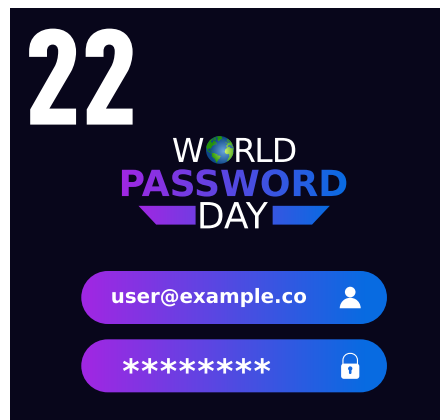 22
WORLD
PASSWORD
DAY
user@example.co
********